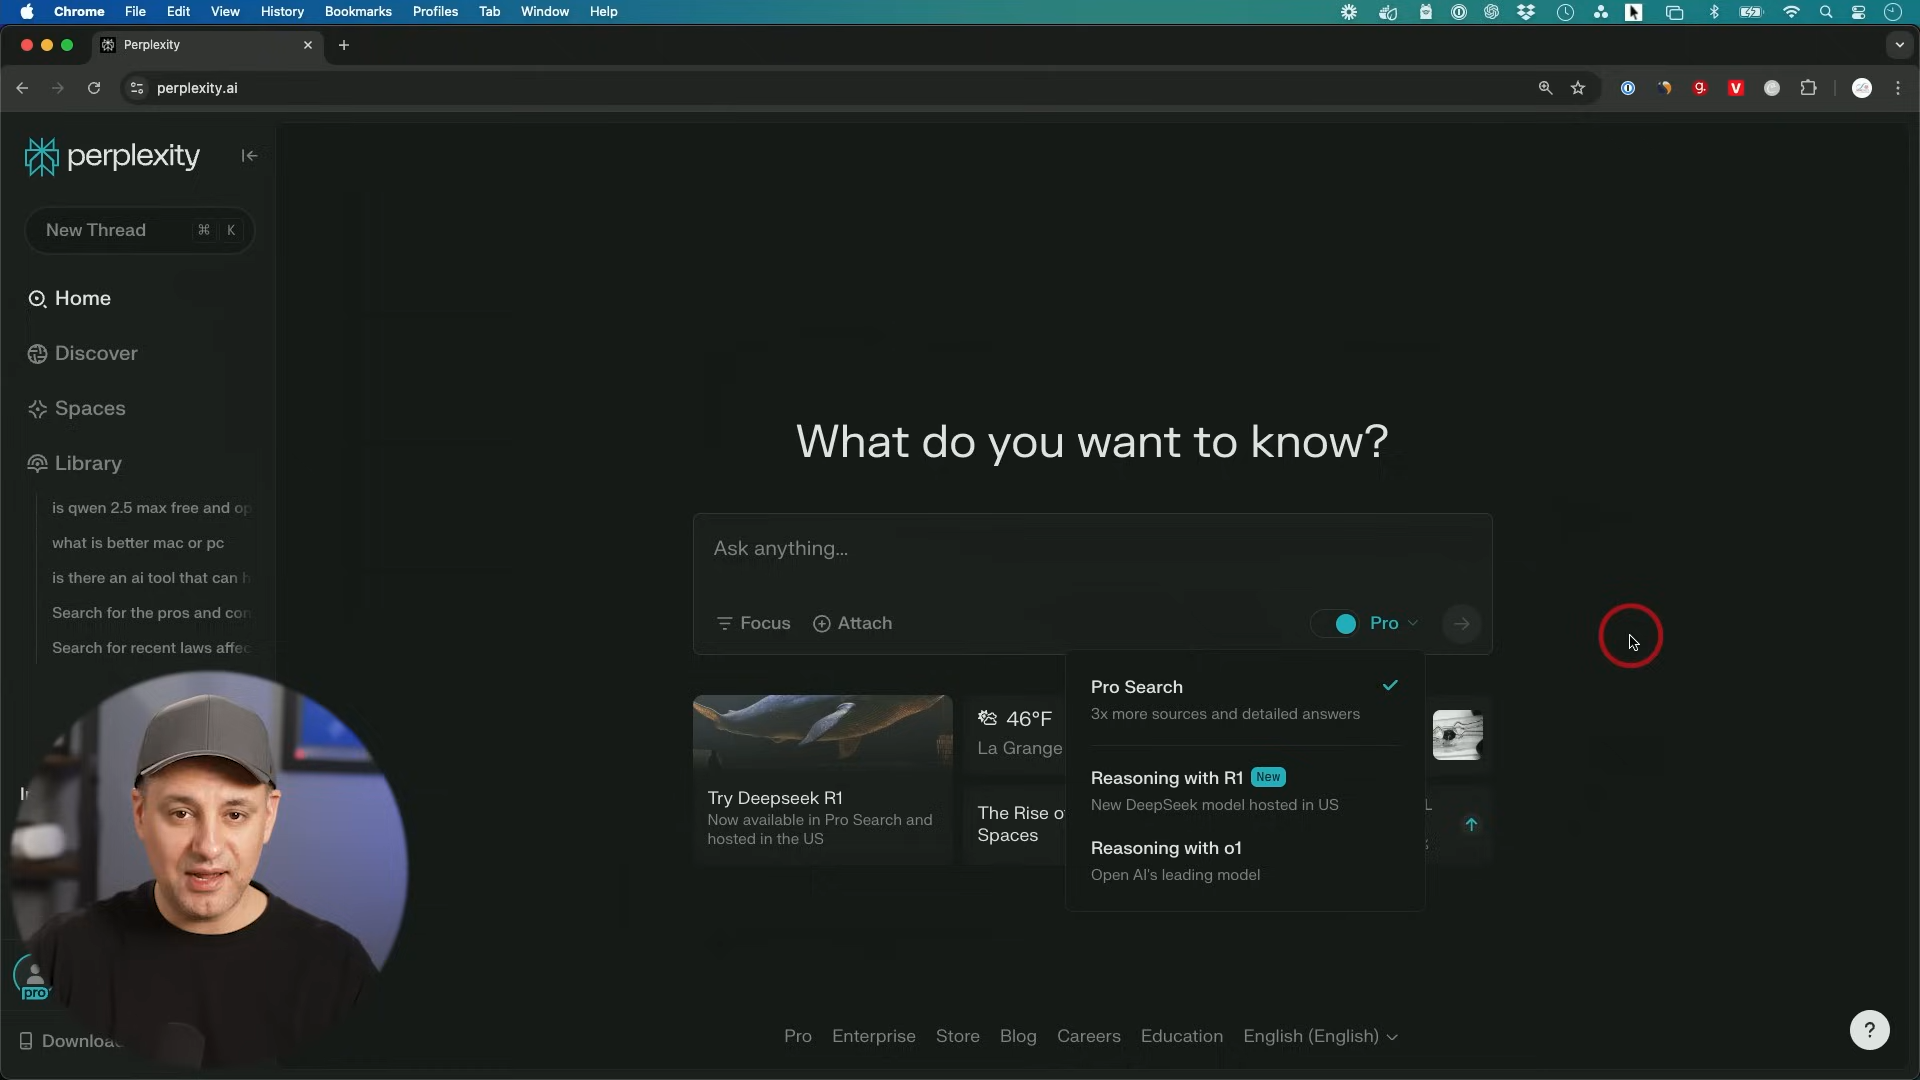 Chrome File Edit View History Bookmarks Profiles Tab Window Help
Perplexity
perplexity.ai
perplexity
New Thread ⌘ K
Home
Discover
Spaces
Library
is qwen 2.5 max free and op
what is better mac or pc
is there an ai tool that can h
Search for the pros and con
Search for recent laws affec
pro
Download
What do you want to know?
Ask anything...
Focus Attach Pro
Pro Search
3x more sources and detailed answers
Reasoning with R1 New
New DeepSeek model hosted in US
Reasoning with o1
Open AI's leading model
Try Deepseek R1
Now available in Pro Search and
hosted in the US
46°F
La Grange
The Rise o
Spaces
Pro Enterprise Store Blog Careers Education English (English)
?